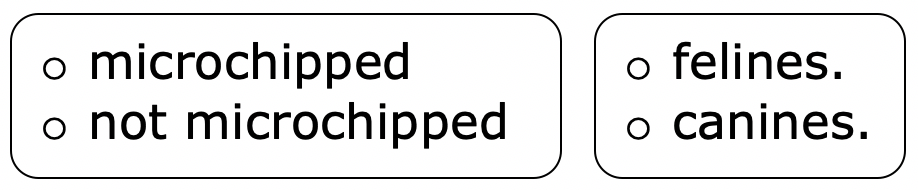 microchipped
not microchipped
felines.
canines.